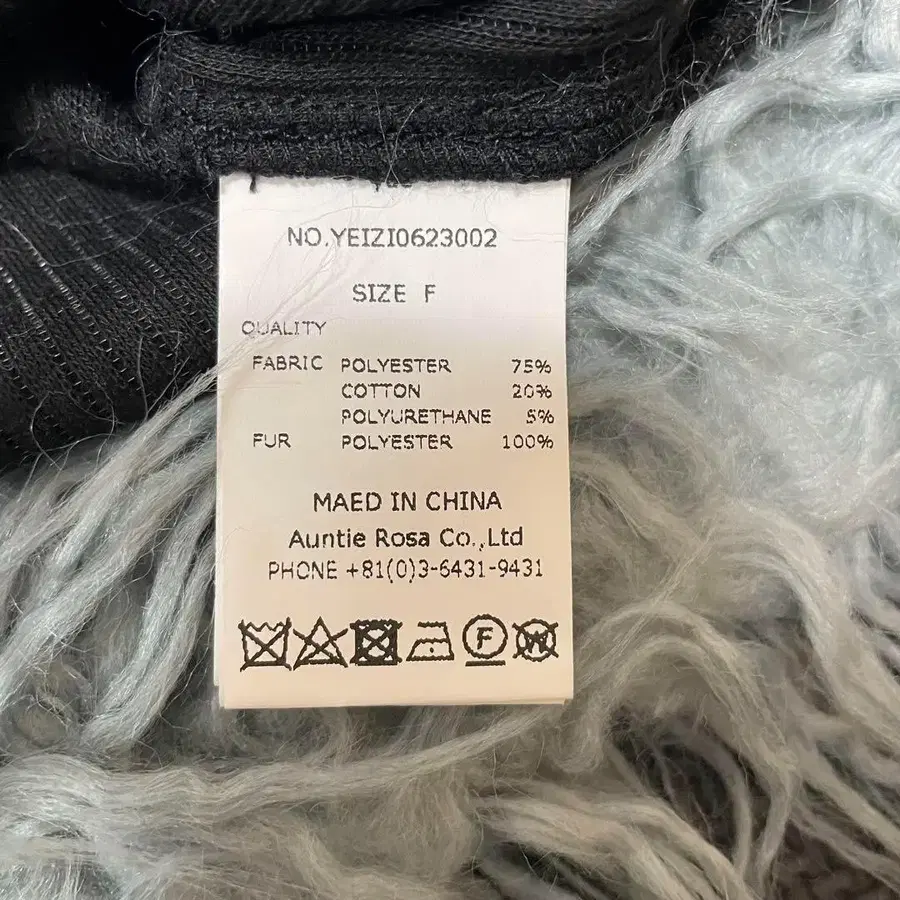 NO.YEIZI0623002
SIZE F
QUALITY
FABRIC POLYESTER 75%
COTTON 20%
POLYURETHANE 5%
FUR POLYESTER 100%
MAED IN CHINA
Auntie Rosa Co.,Ltd
PHONE +81(0)3-6431-9431
F W